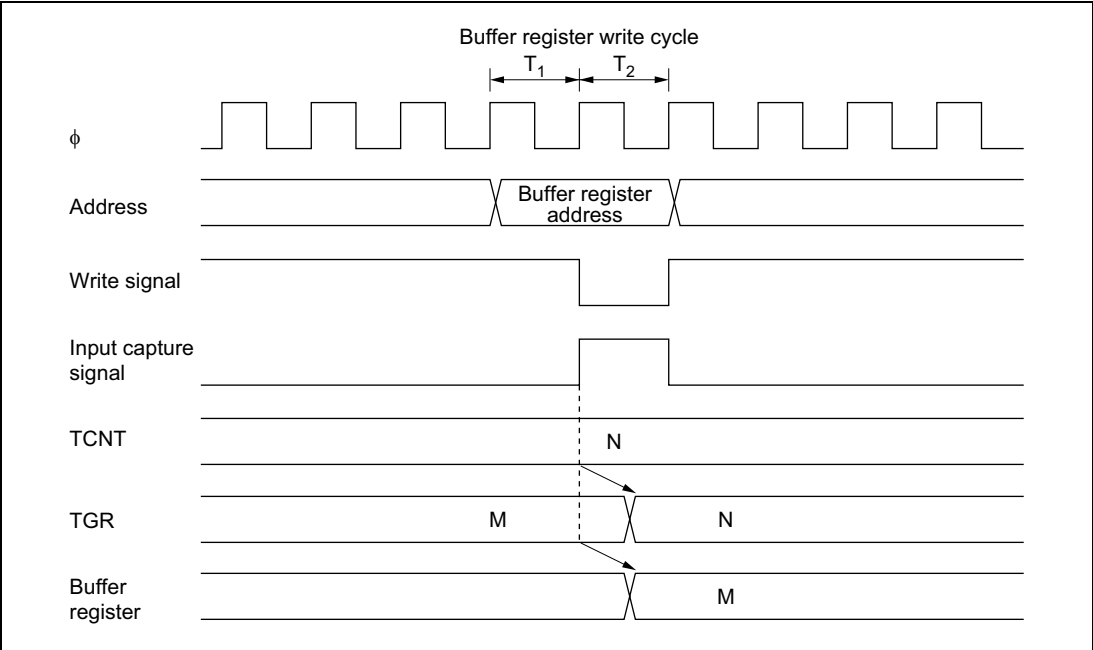 Buffer register write cycle
T1 T2
ϕ
Address
Buffer register
address
Write signal
Input capture
signal
TCNT
N
TGR
M N
Buffer
register
M